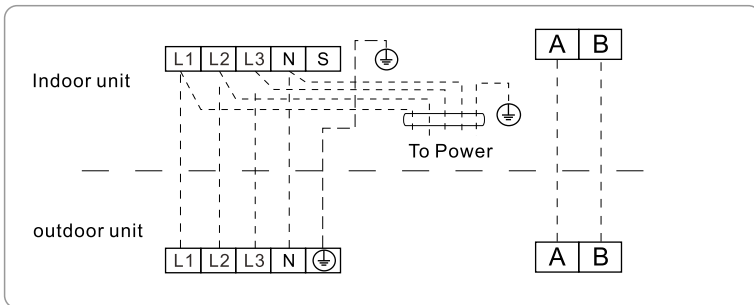 L1 L2 L3 N S
A B
Indoor unit
To Power
outdoor unit
L1 L2 L3 N
A B